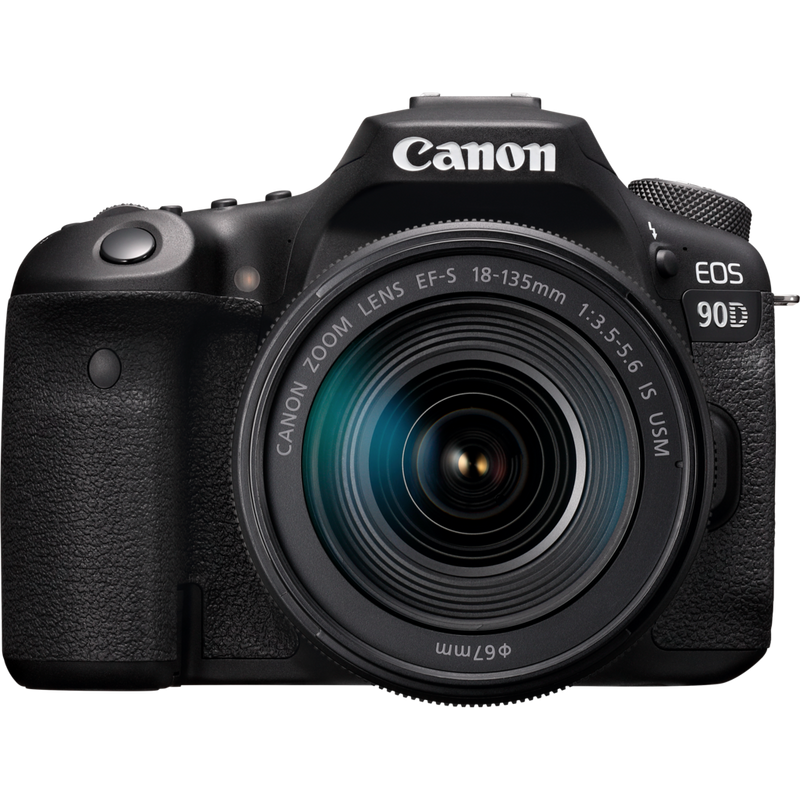 Canon
EOS
90D
CANON ZOOM LENS EF-S 18-135mm 1:3.5-5.6 IS USM
φ67mm